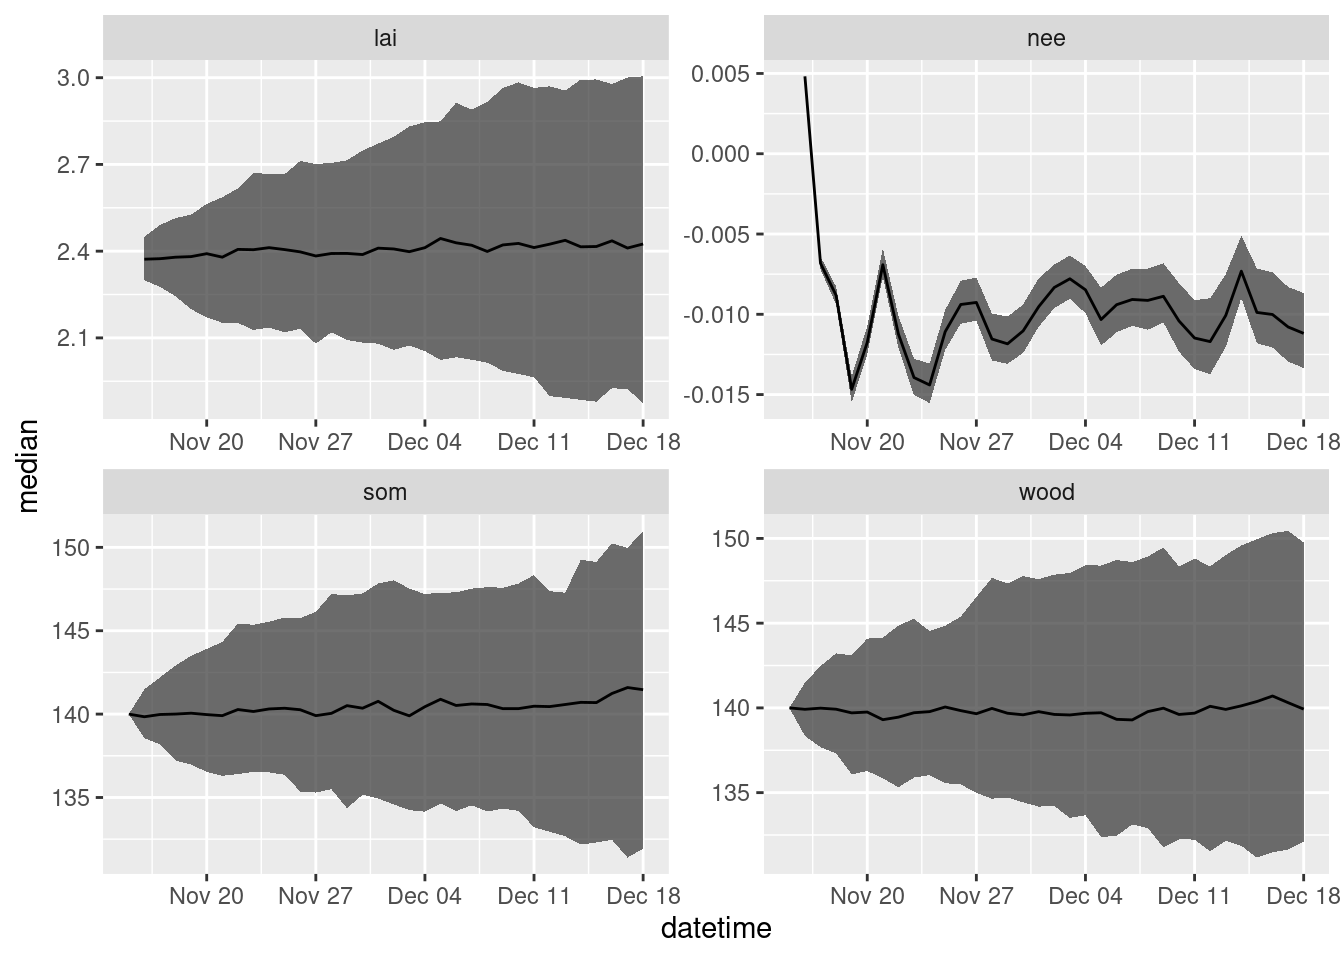 lai
nee
3.0
2.7
2.4
2.1
0.005
0.000
-0.005
-0.010
-0.015
Nov 20 Nov 27 Dec 04 Dec 11 Dec 18
Nov 20 Nov 27 Dec 04 Dec 11 Dec 18
median
som
wood
150
145
140
135
150
145
140
135
Nov 20 Nov 27 Dec 04 Dec 11 Dec 18
Nov 20 Nov 27 Dec 04 Dec 11 Dec 18
datetime